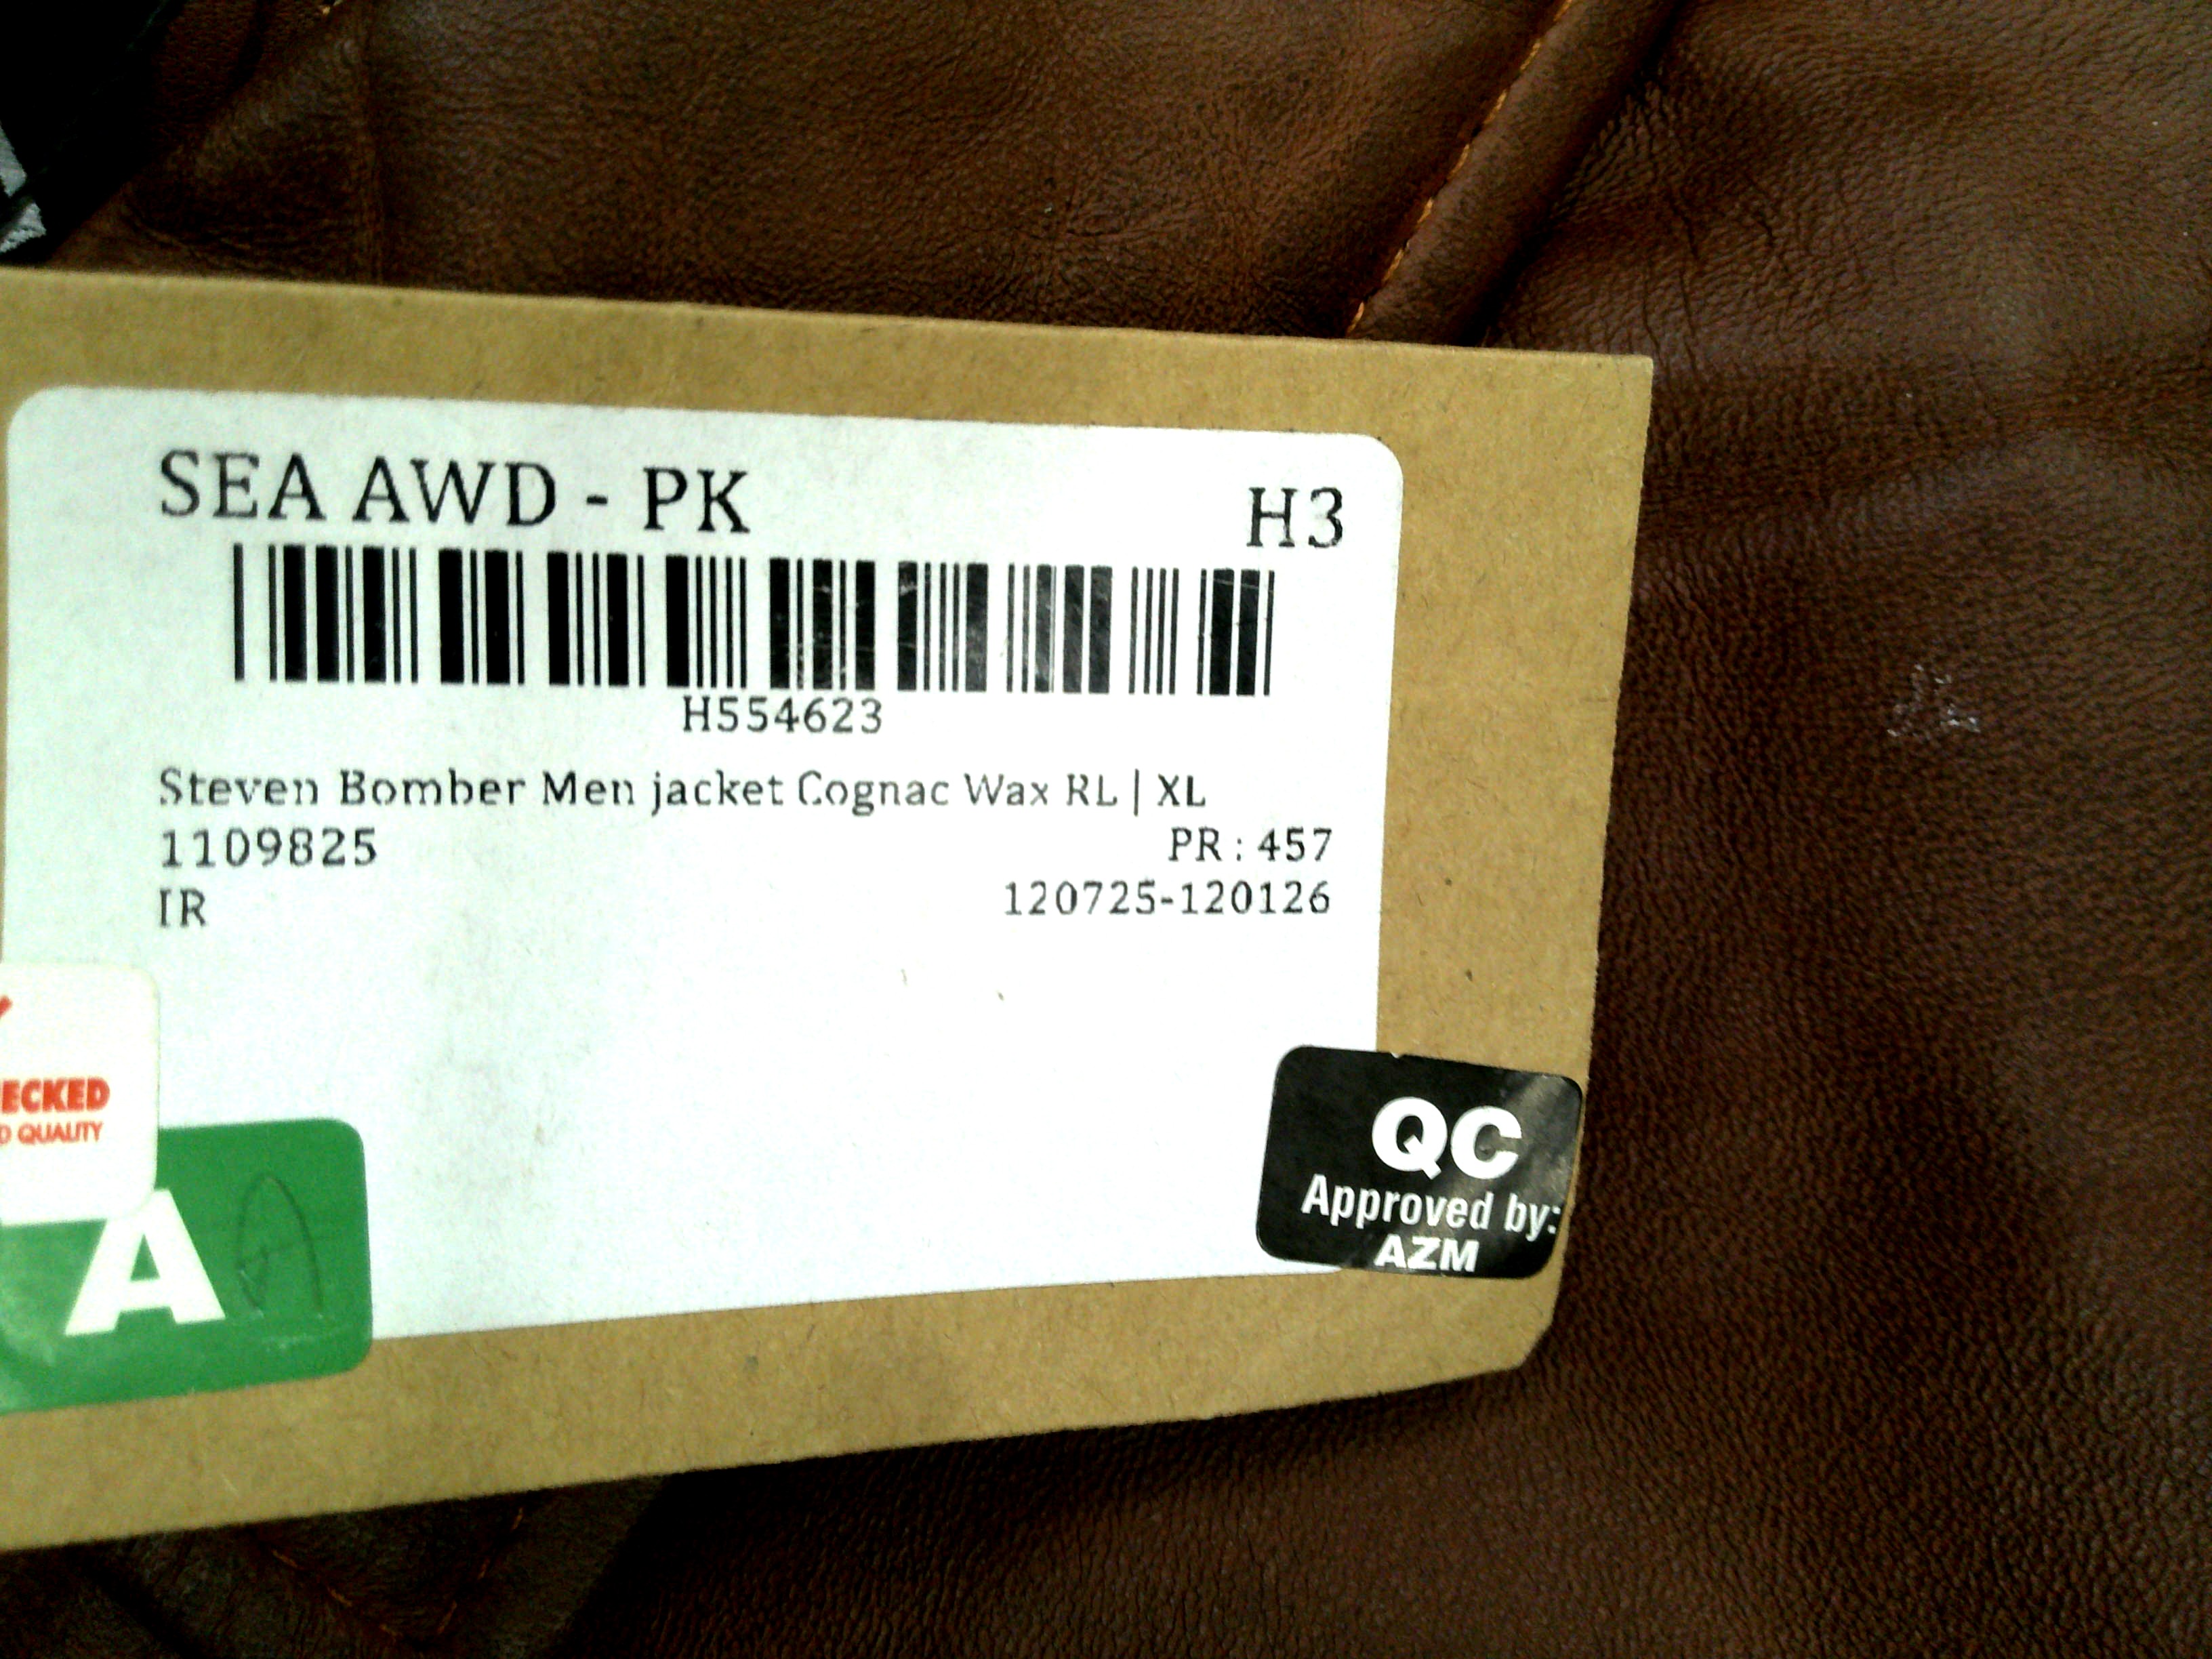 SEA AWD - PK
H3
H554623
Steven Bomber Men jacket Cognac Wax RL | XL
1109825
PR : 457
IR
120725-120126
ECKED
D QUALITY
A
QC
Approved by:
AZM